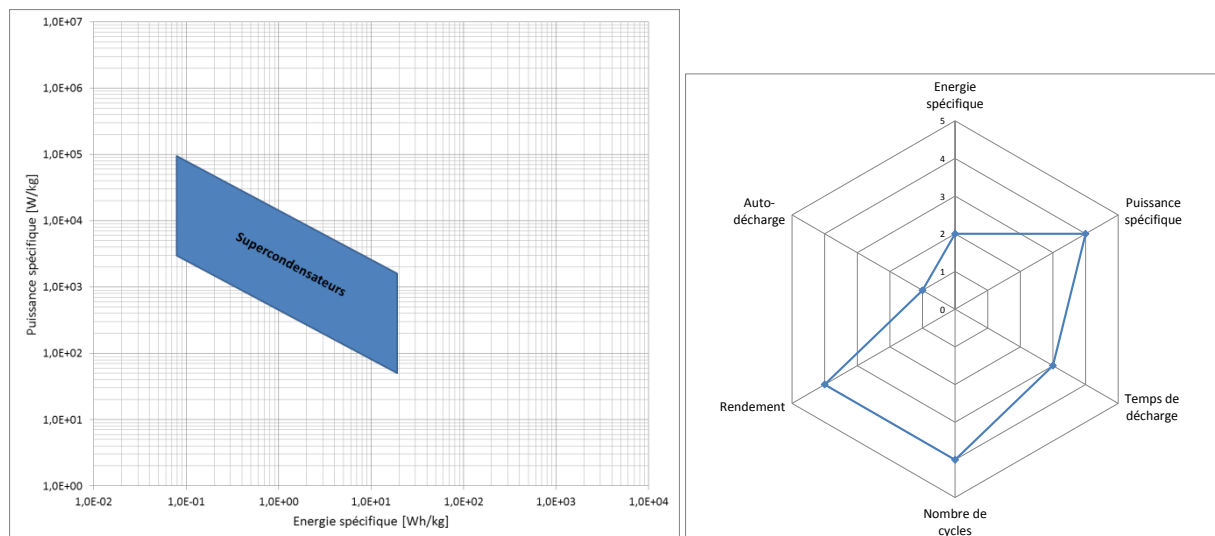 1,0E+07
1,0E+06
1,0E+05
1,0E+04
1,0E+03
1,0E+02
1,0E+01
1,0E+00
Puissance spécifique [W/kg]
Supercondensateurs
1,0E-02 1,0E-01 1,0E+00 1,0E+01 1,0E+02 1,0E+03 1,0E+04
Energie spécifique [Wh/kg]
Energie
spécifique
5
4
3
2
1
0
Puissance
spécifique
Temps de
décharge
Nombre de
cycles
Rendement
Auto-
décharge